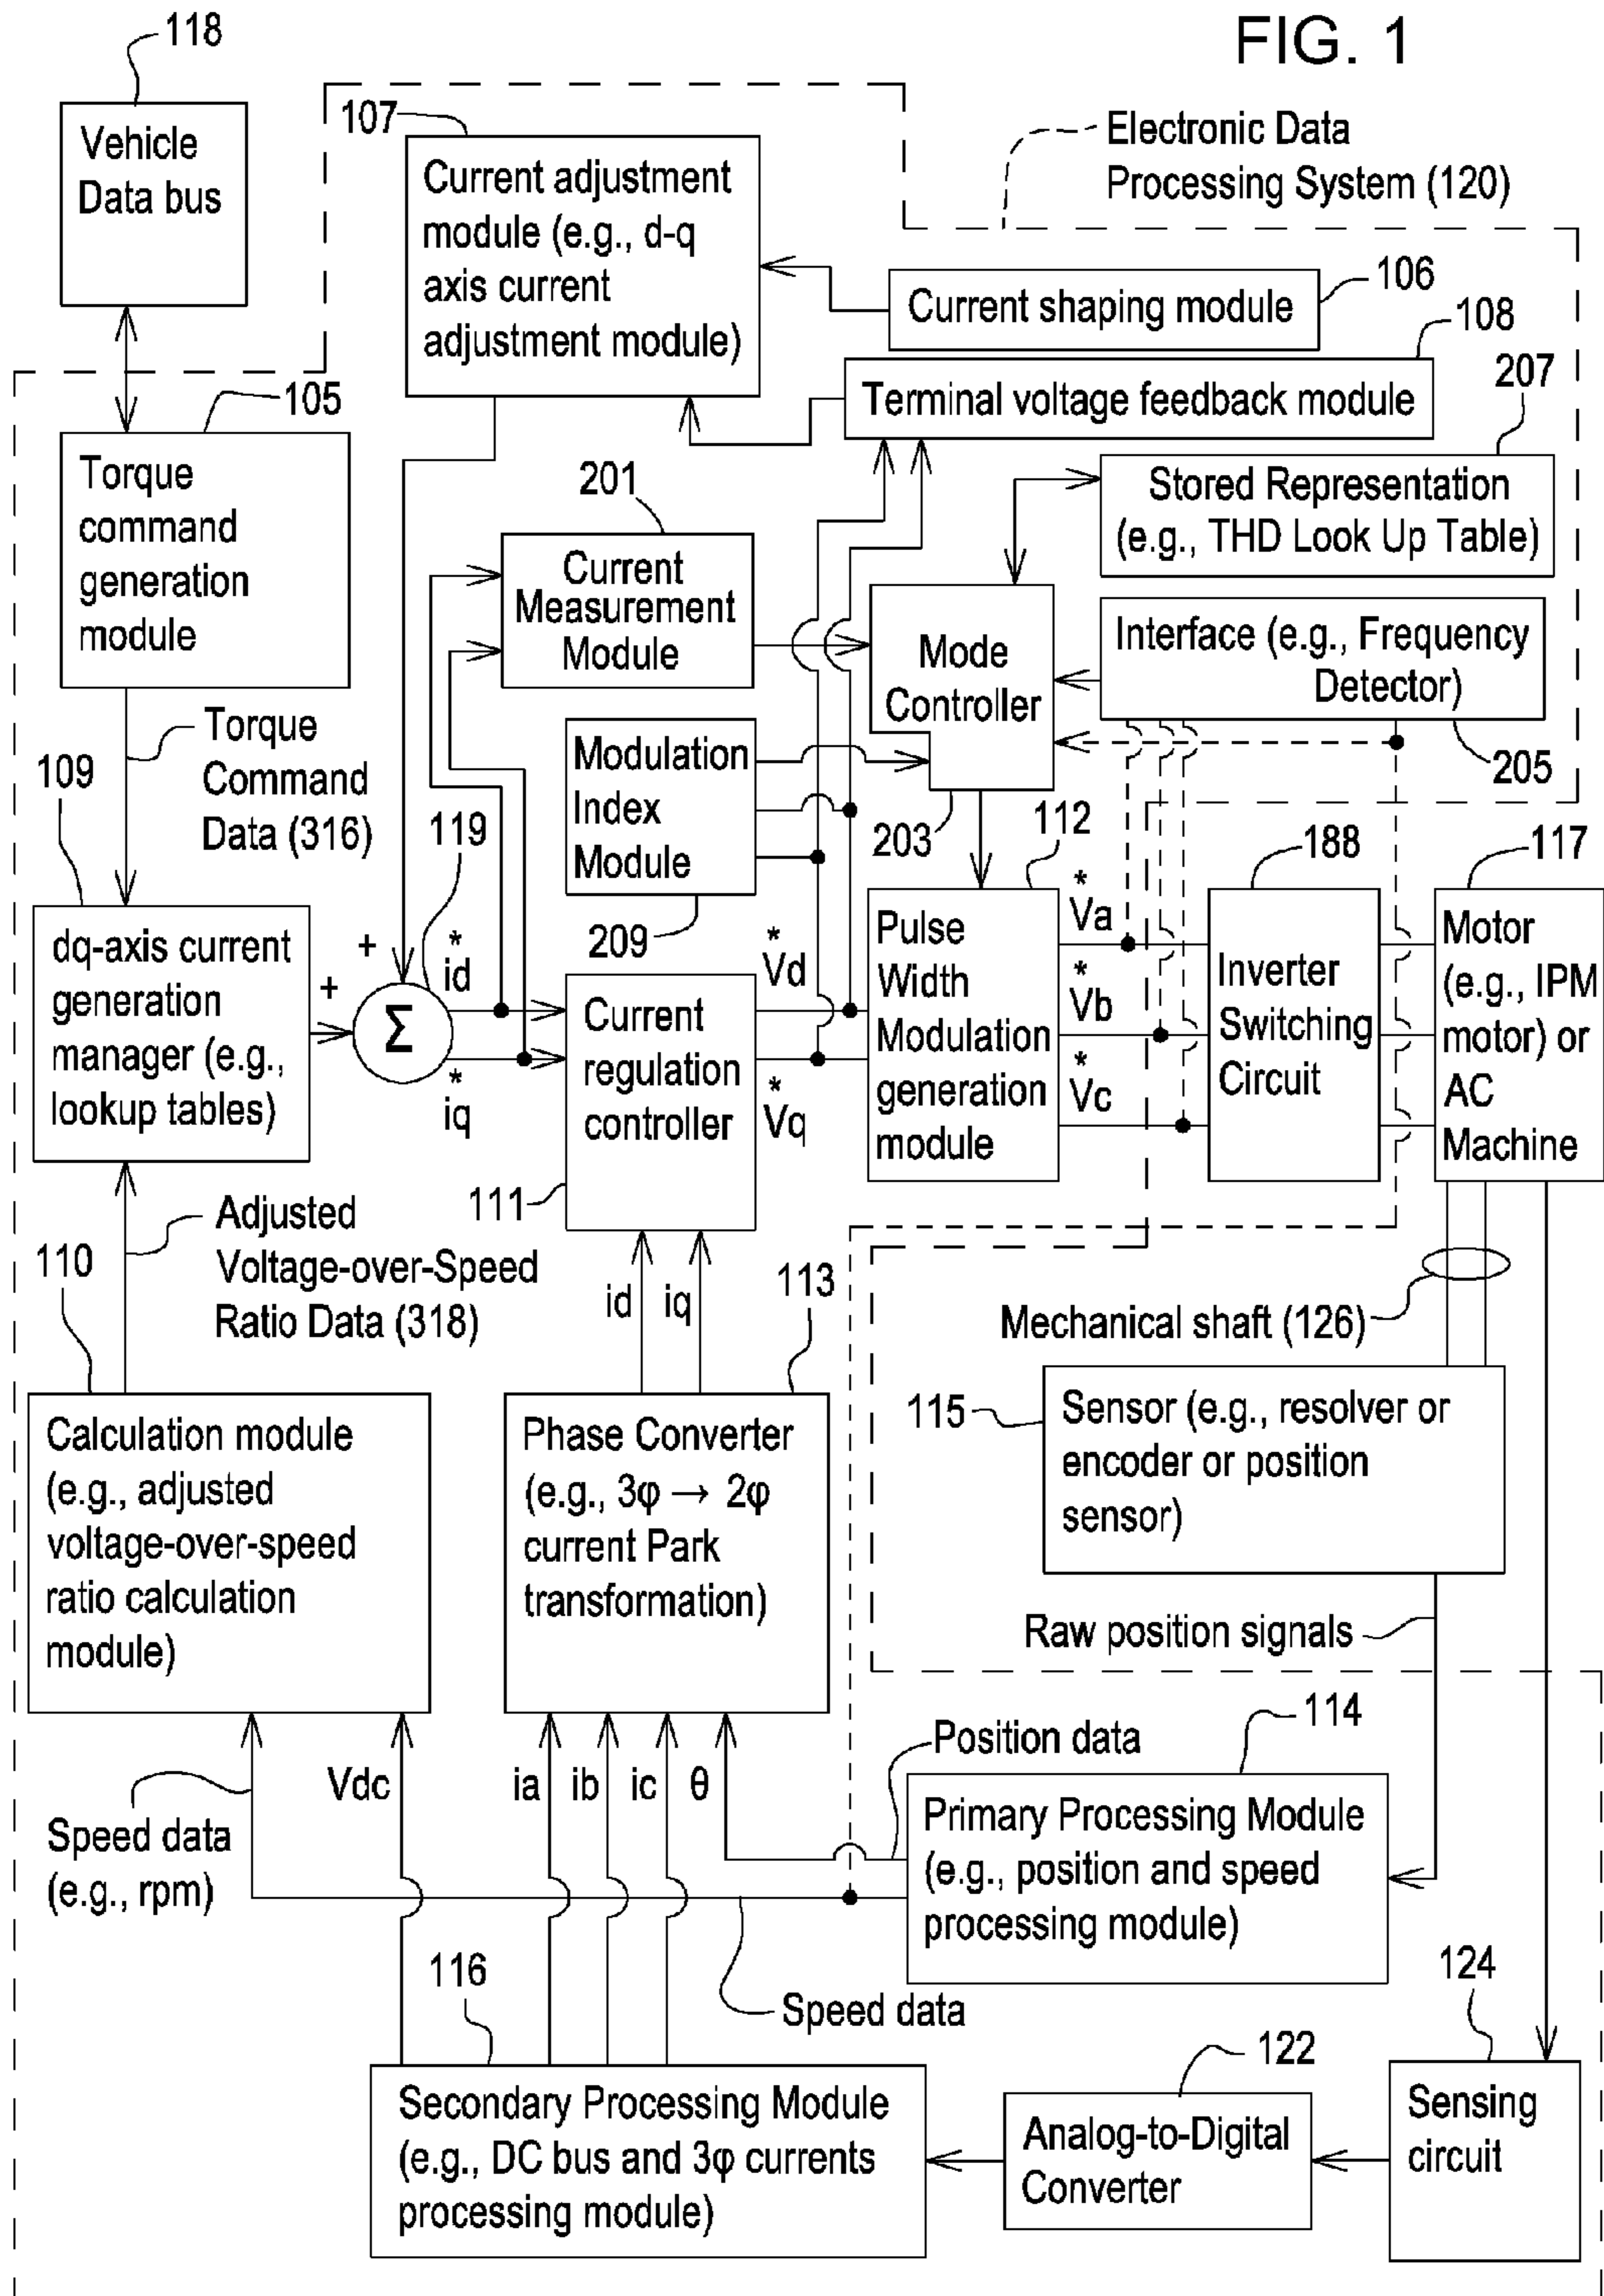 FIG. 1
118
Vehicle
Data bus
107
Current adjustment
module (e.g., d-q
axis current
adjustment module)
Electronic Data
Processing System (120)
Current shaping module
106
108
Terminal voltage feedback module
207
Stored Representation
(e.g., THD Look Up Table)
105
Torque
command
generation
module
201
Current
Measurement
Module
Mode
Controller
203
Interface (e.g., Frequency
Detector)
205
Torque
Command
Data (316)
Modulation
Index
Module
209
109
dq-axis current
generation
manager (e.g.,
lookup tables)
119
+
+
Σ
*
id
*
iq
Current
regulation
controller
111
*
Vd
*
Vq
112
Pulse
Width
Modulation
generation
module
*
Va
*
Vb
*
Vc
188
Inverter
Switching
Circuit
117
Motor
(e.g., IPM
motor) or
AC
Machine
110
Adjusted
Voltage-over-Speed
Ratio Data (318)
id
iq
113
Mechanical shaft (126)
Calculation module
(e.g., adjusted
voltage-over-speed
ratio calculation
module)
Phase Converter
(e.g., 3φ → 2φ
current Park
transformation)
115
Sensor (e.g., resolver or
encoder or position
sensor)
Raw position signals
Position data
114
Vdc
ia
ib
ic
θ
Speed data
(e.g., rpm)
Primary Processing Module
(e.g., position and speed
processing module)
116
Speed data
124
122
Secondary Processing Module
(e.g., DC bus and 3φ currents
processing module)
Analog-to-Digital
Converter
Sensing
circuit